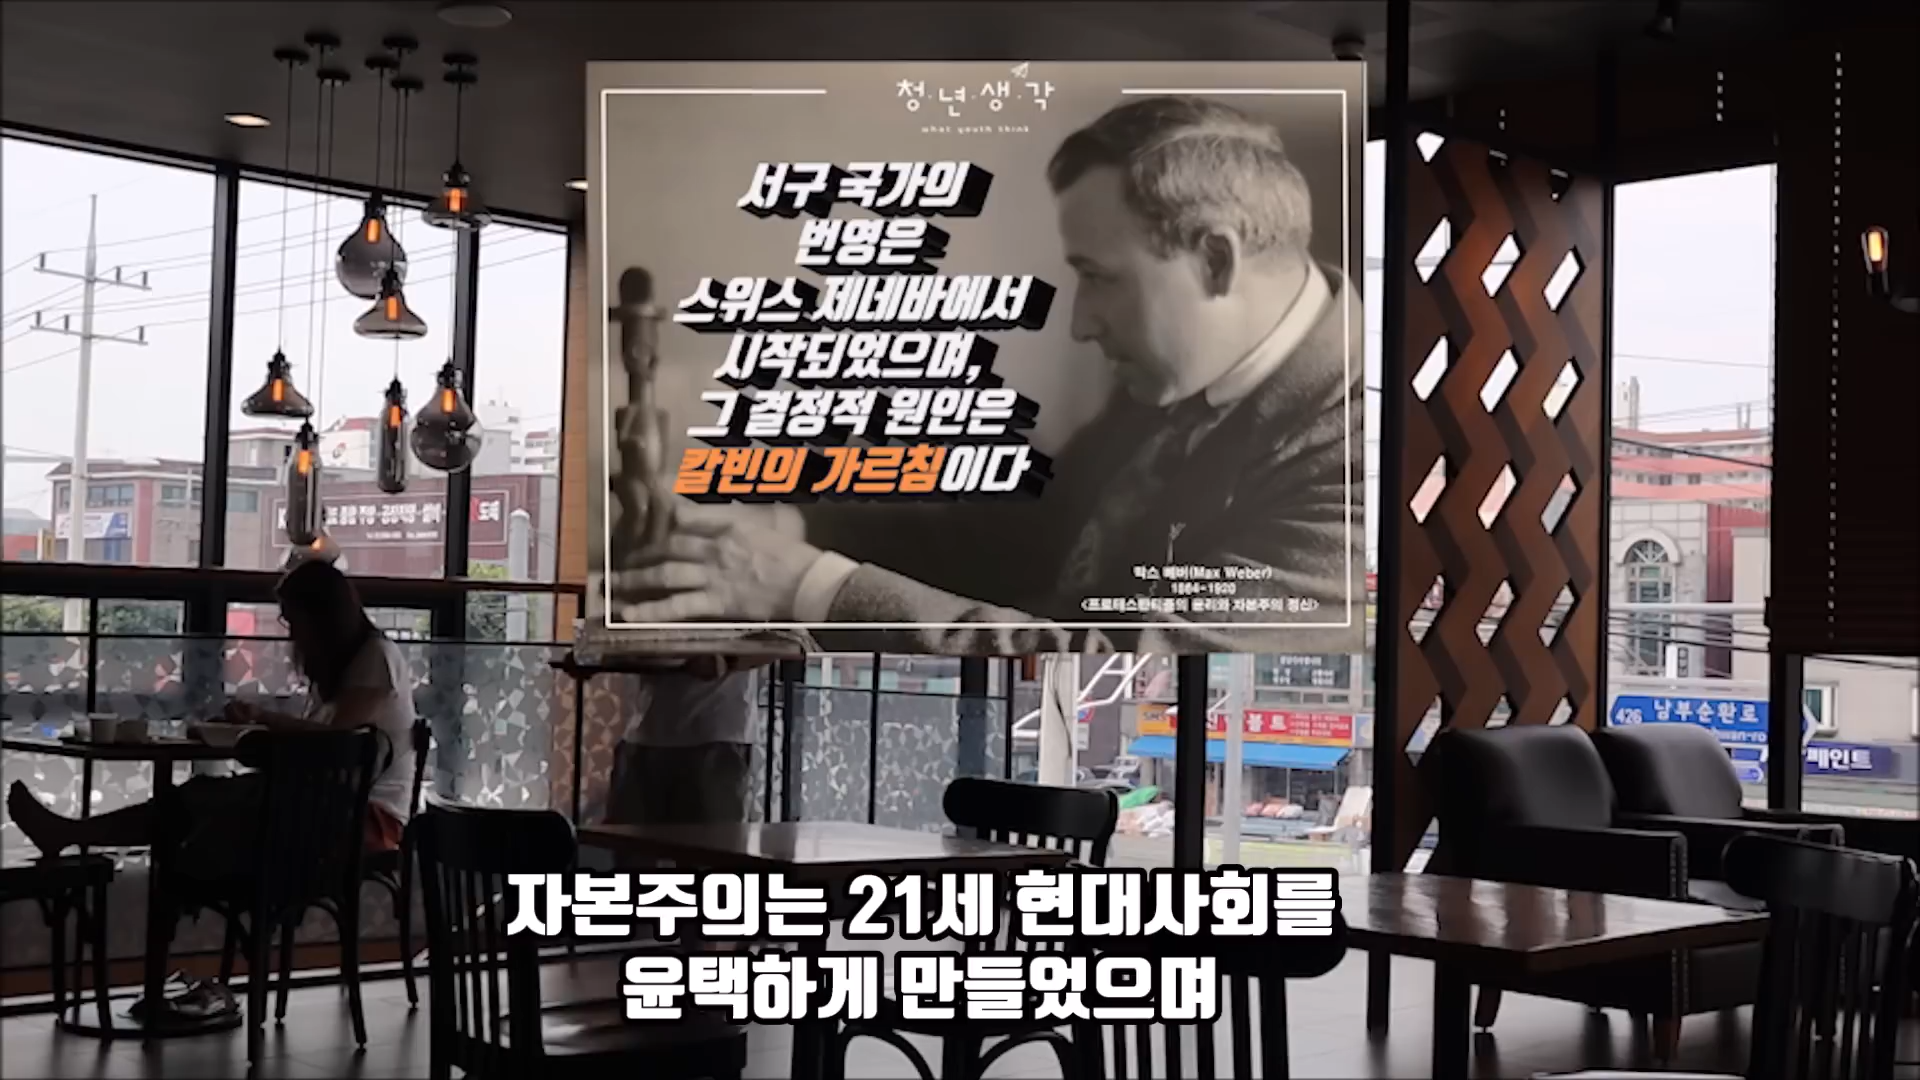 청·년·생·각
what youth think
서구 국가의
번영은
스위스 제네바에서
시작되었으며,
그 결정적 원인은
칼빈의 가르침이다
막스 베버(Max Weber)
1864-1920
<프로테스탄티즘의 윤리와 자본주의 정신>
426 남부순환로
페인트
볼트
자본주의는 21세 현대사회를
윤택하게 만들었으며